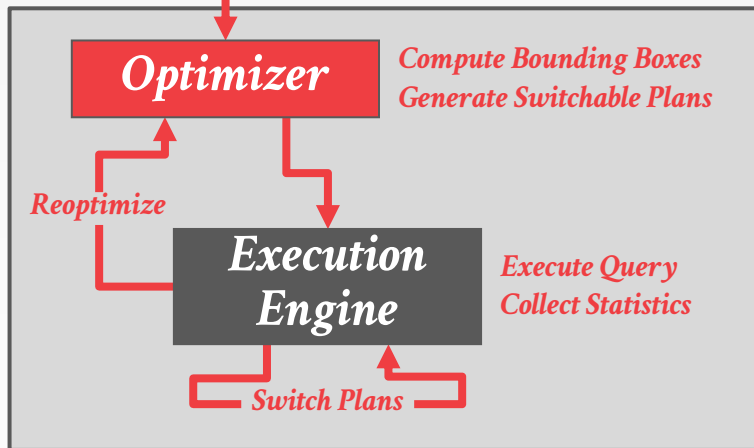 Optimizer
Compute Bounding Boxes
Generate Switchable Plans
Reoptimize
Execution
Engine
Execute Query
Collect Statistics
Switch Plans